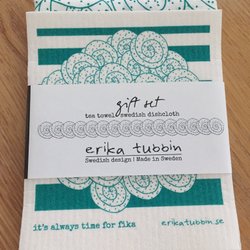 gift set
tea towel swedish dishcloth
erika tubbin
Swedish design | Made in Sweden
it's always time for fika
erikatubbin.se